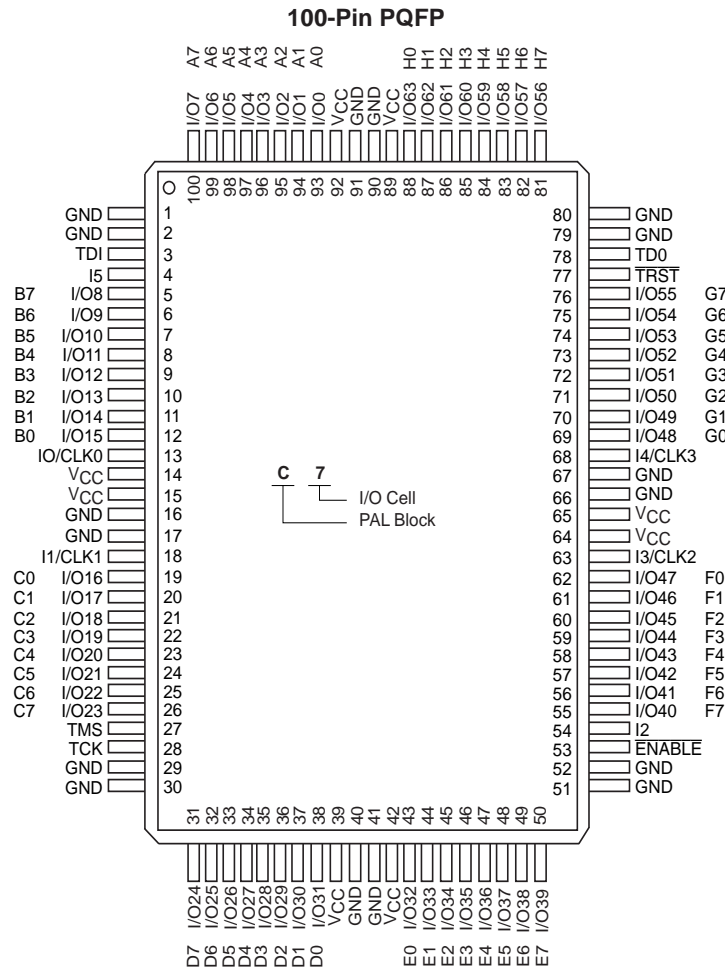 100-Pin PQFP
A7 A6 A5 A4 A3 A2 A1 A0 H0 H1 H2 H3 H4 H5 H6 H7
I/O7 I/O6 I/O5 I/O4 I/O3 I/O2 I/O1 I/O0 VCC GND GND VCC I/O63 I/O62 I/O61 I/O60 I/O59 I/O58 I/O57 I/O56
100 99 98 97 96 95 94 93 92 91 90 89 88 87 86 85 84 83 82 81
GND 1 80 GND
GND 2 79 GND
TDI 3 78 TD0
I5 4 77 TRST
B7 I/O8 5 76 I/O55 G7
B6 I/O9 6 75 I/O54 G6
B5 I/O10 7 74 I/O53 G5
B4 I/O11 8 73 I/O52 G4
B3 I/O12 9 72 I/O51 G3
B2 I/O13 10 71 I/O50 G2
B1 I/O14 11 70 I/O49 G1
B0 I/O15 12 69 I/O48 G0
IO/CLK0 13 68 I4/CLK3
VCC 14 67 GND
VCC 15 66 GND
GND 16 65 VCC
GND 17 64 VCC
I1/CLK1 18 63 I3/CLK2
C 7
I/O Cell
PAL Block
C0 I/O16 19 62 I/O47 F0
C1 I/O17 20 61 I/O46 F1
C2 I/O18 21 60 I/O45 F2
C3 I/O19 22 59 I/O44 F3
C4 I/O20 23 58 I/O43 F4
C5 I/O21 24 57 I/O42 F5
C6 I/O22 25 56 I/O41 F6
C7 I/O23 26 55 I/O40 F7
TMS 27 54 I2
TCK 28 53 ENABLE
GND 29 52 GND
GND 30 51 GND
31 32 33 34 35 36 37 38 39 40 41 42 43 44 45 46 47 48 49 50
I/O24 I/O25 I/O26 I/O27 I/O28 I/O29 I/O30 I/O31 VCC GND GND VCC I/O32 I/O33 I/O34 I/O35 I/O36 I/O37 I/O38 I/O39
D7 D6 D5 D4 D3 D2 D1 D0 E0 E1 E2 E3 E4 E5 E6 E7